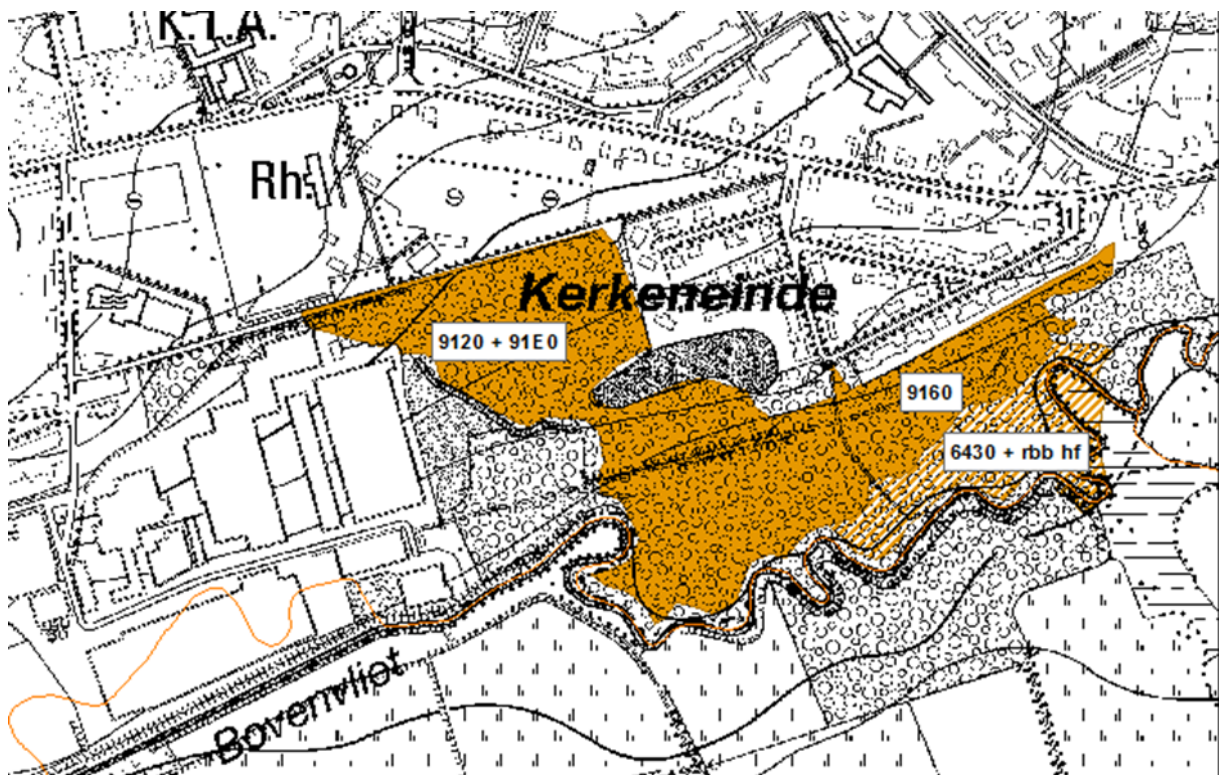 K.T.A.
Rh.
Kerkeneinde
9120 + 91E0
9160
6430 + rbb hf
Bovenvliet